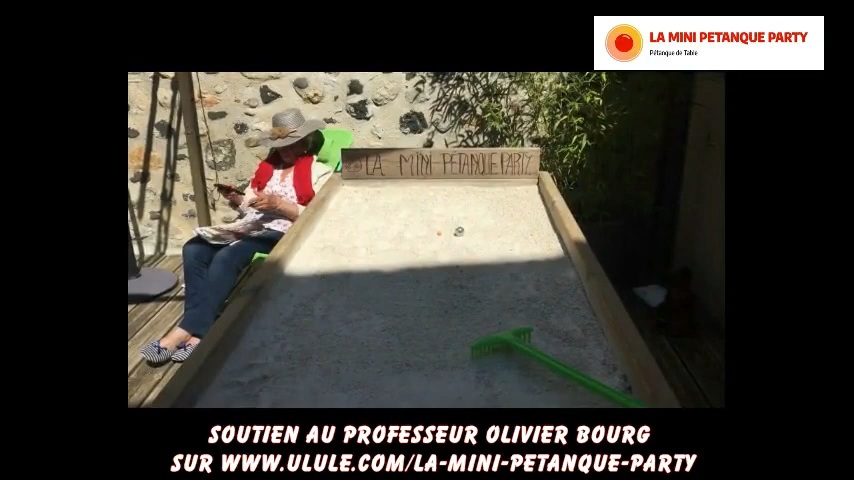 LA MINI PETANQUE PARTY
Pétanque de Table
LA MINI PETANQUE PARTY
SOUTIEN AU PROFESSEUR OLIVIER BOURG
SUR WWW.ULULE.COM/LA-MINI-PETANQUE-PARTY